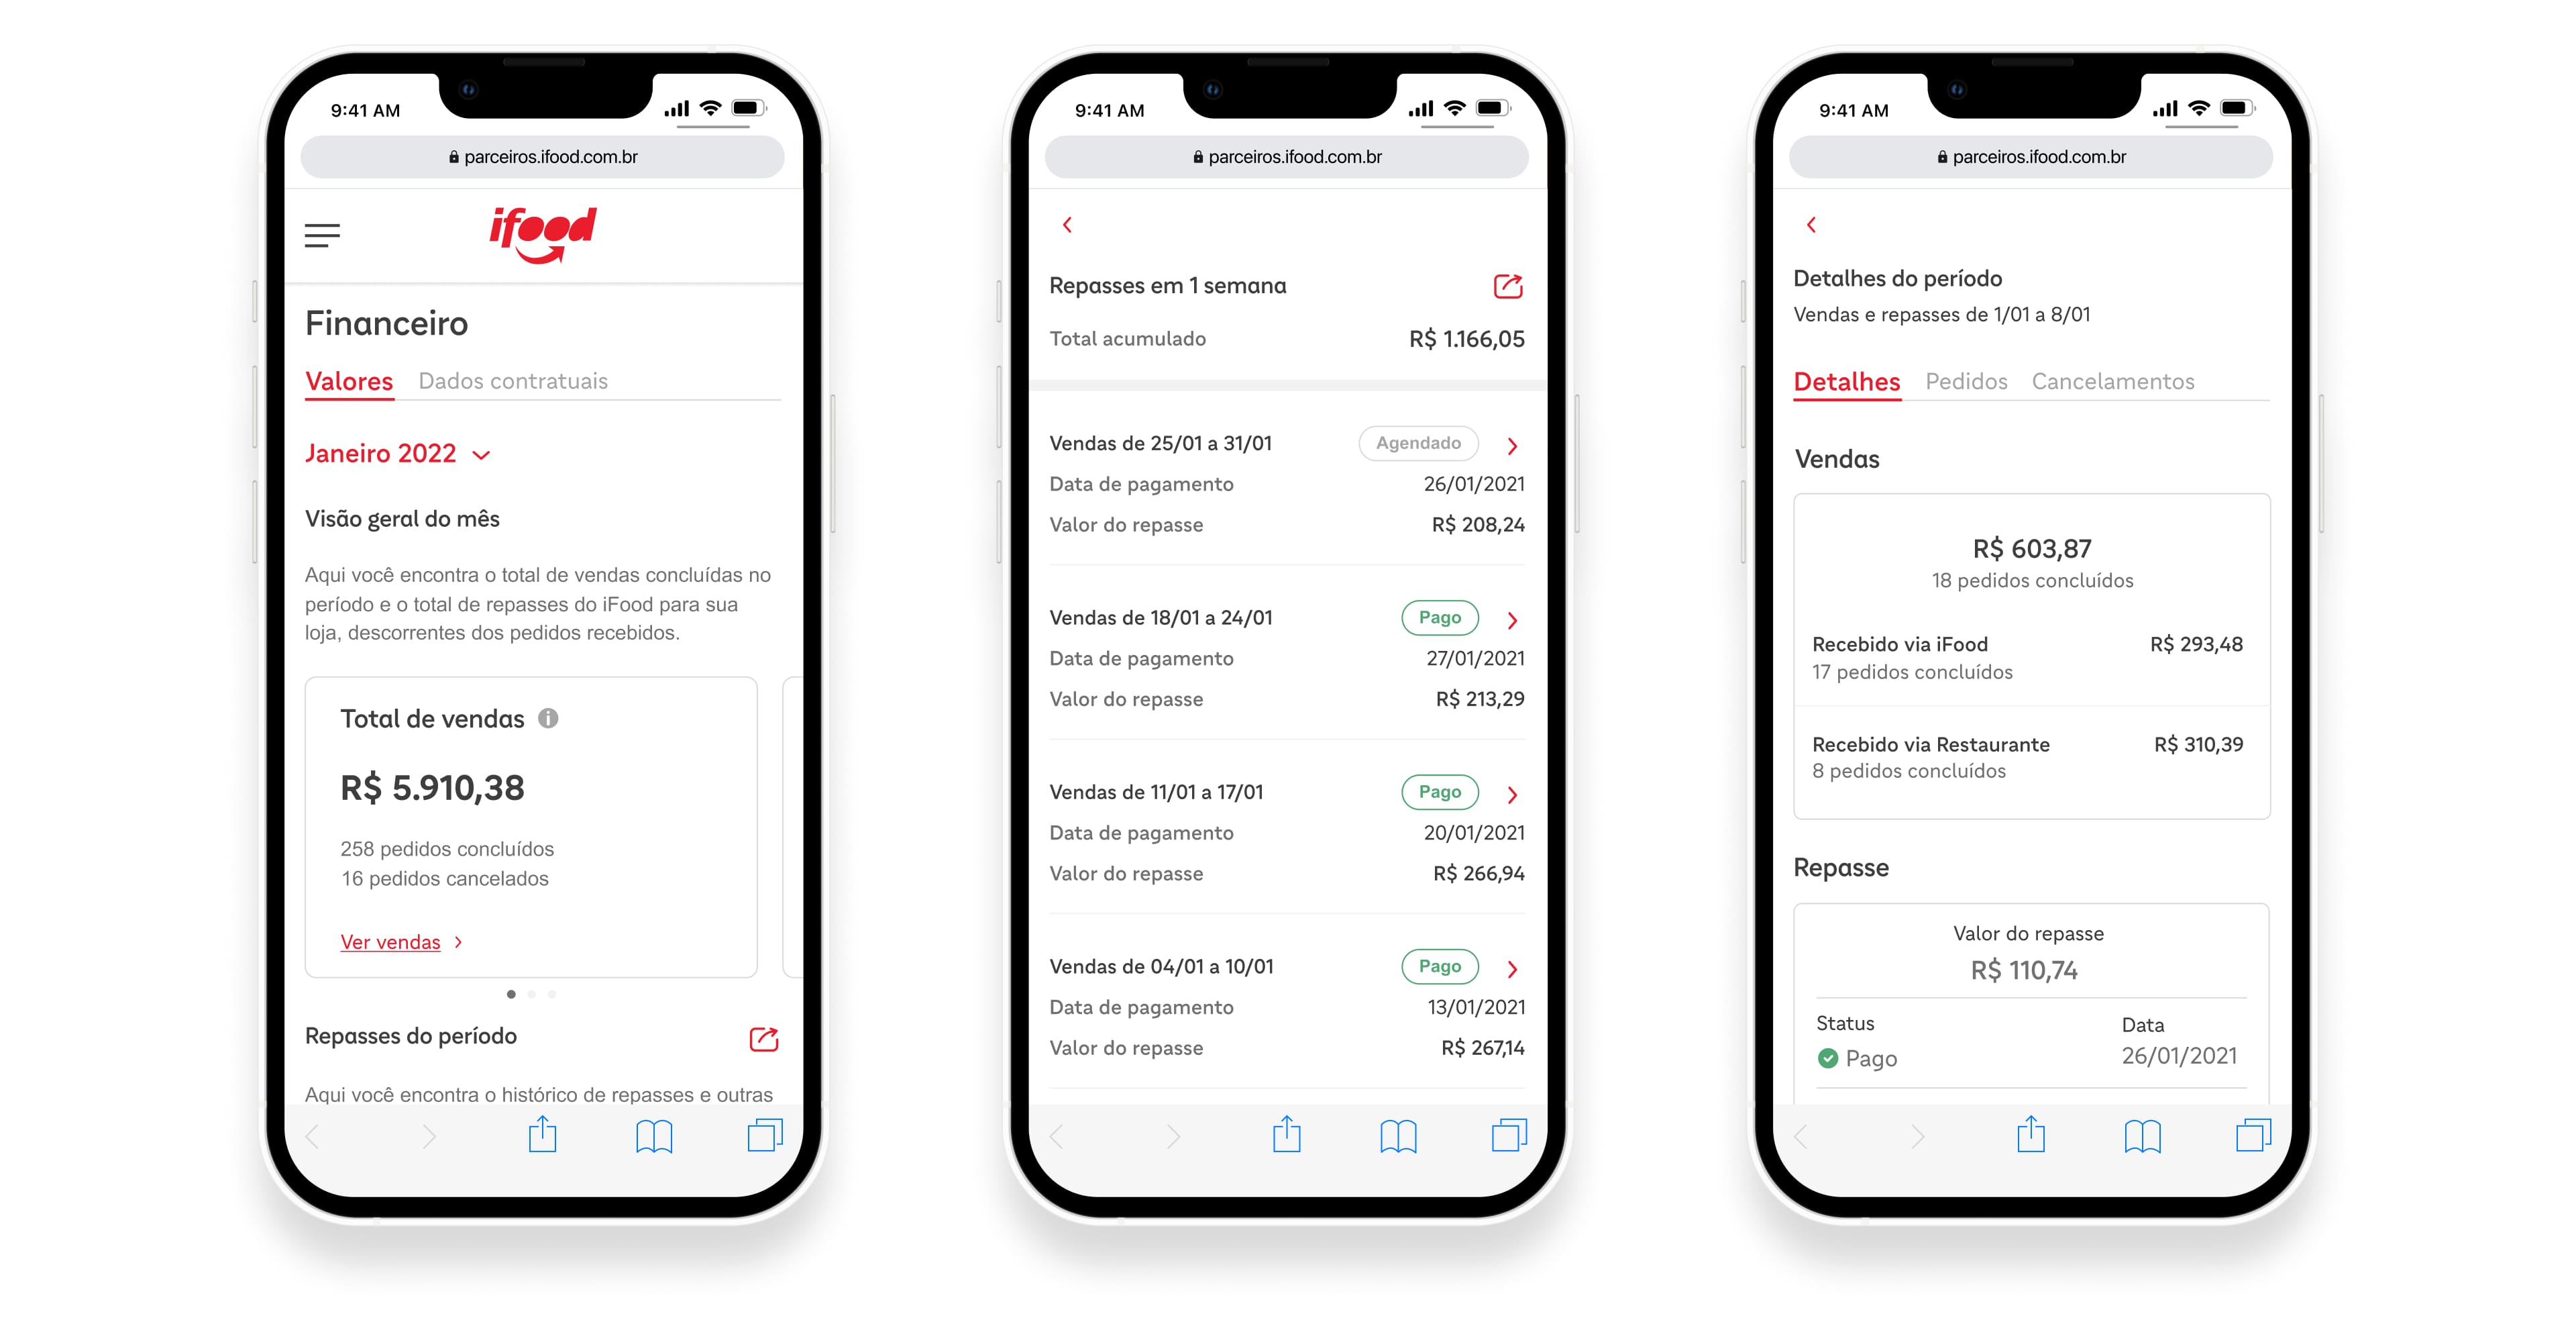 9:41 AM
parceiros.ifood.com.br
ifood
Financeiro
Valores Dados contratuais
Janeiro 2022
Visão geral do mês
Aqui você encontra o total de vendas concluídas no
período e o total de repasses do iFood para sua
loja, descorrentes dos pedidos recebidos.
Total de vendas
R$ 5.910,38
258 pedidos concluídos
16 pedidos cancelados
Ver vendas
Repasses do período
Aqui você encontra o histórico de repasses e outras
9:41 AM
parceiros.ifood.com.br
Repasses em 1 semana
Total acumulado R$ 1.166,05
Vendas de 25/01 a 31/01 Agendado
Data de pagamento 26/01/2021
Valor do repasse R$ 208,24
Vendas de 18/01 a 24/01 Pago
Data de pagamento 27/01/2021
Valor do repasse R$ 213,29
Vendas de 11/01 a 17/01 Pago
Data de pagamento 20/01/2021
Valor do repasse R$ 266,94
Vendas de 04/01 a 10/01 Pago
Data de pagamento 13/01/2021
Valor do repasse R$ 267,14
9:41 AM
parceiros.ifood.com.br
Detalhes do período
Vendas e repasses de 1/01 a 8/01
Detalhes Pedidos Cancelamentos
Vendas
R$ 603,87
18 pedidos concluídos
Recebido via iFood R$ 293,48
17 pedidos concluídos
Recebido via Restaurante R$ 310,39
8 pedidos concluídos
Repasse
Valor do repasse
R$ 110,74
Status Data
Pago 26/01/2021